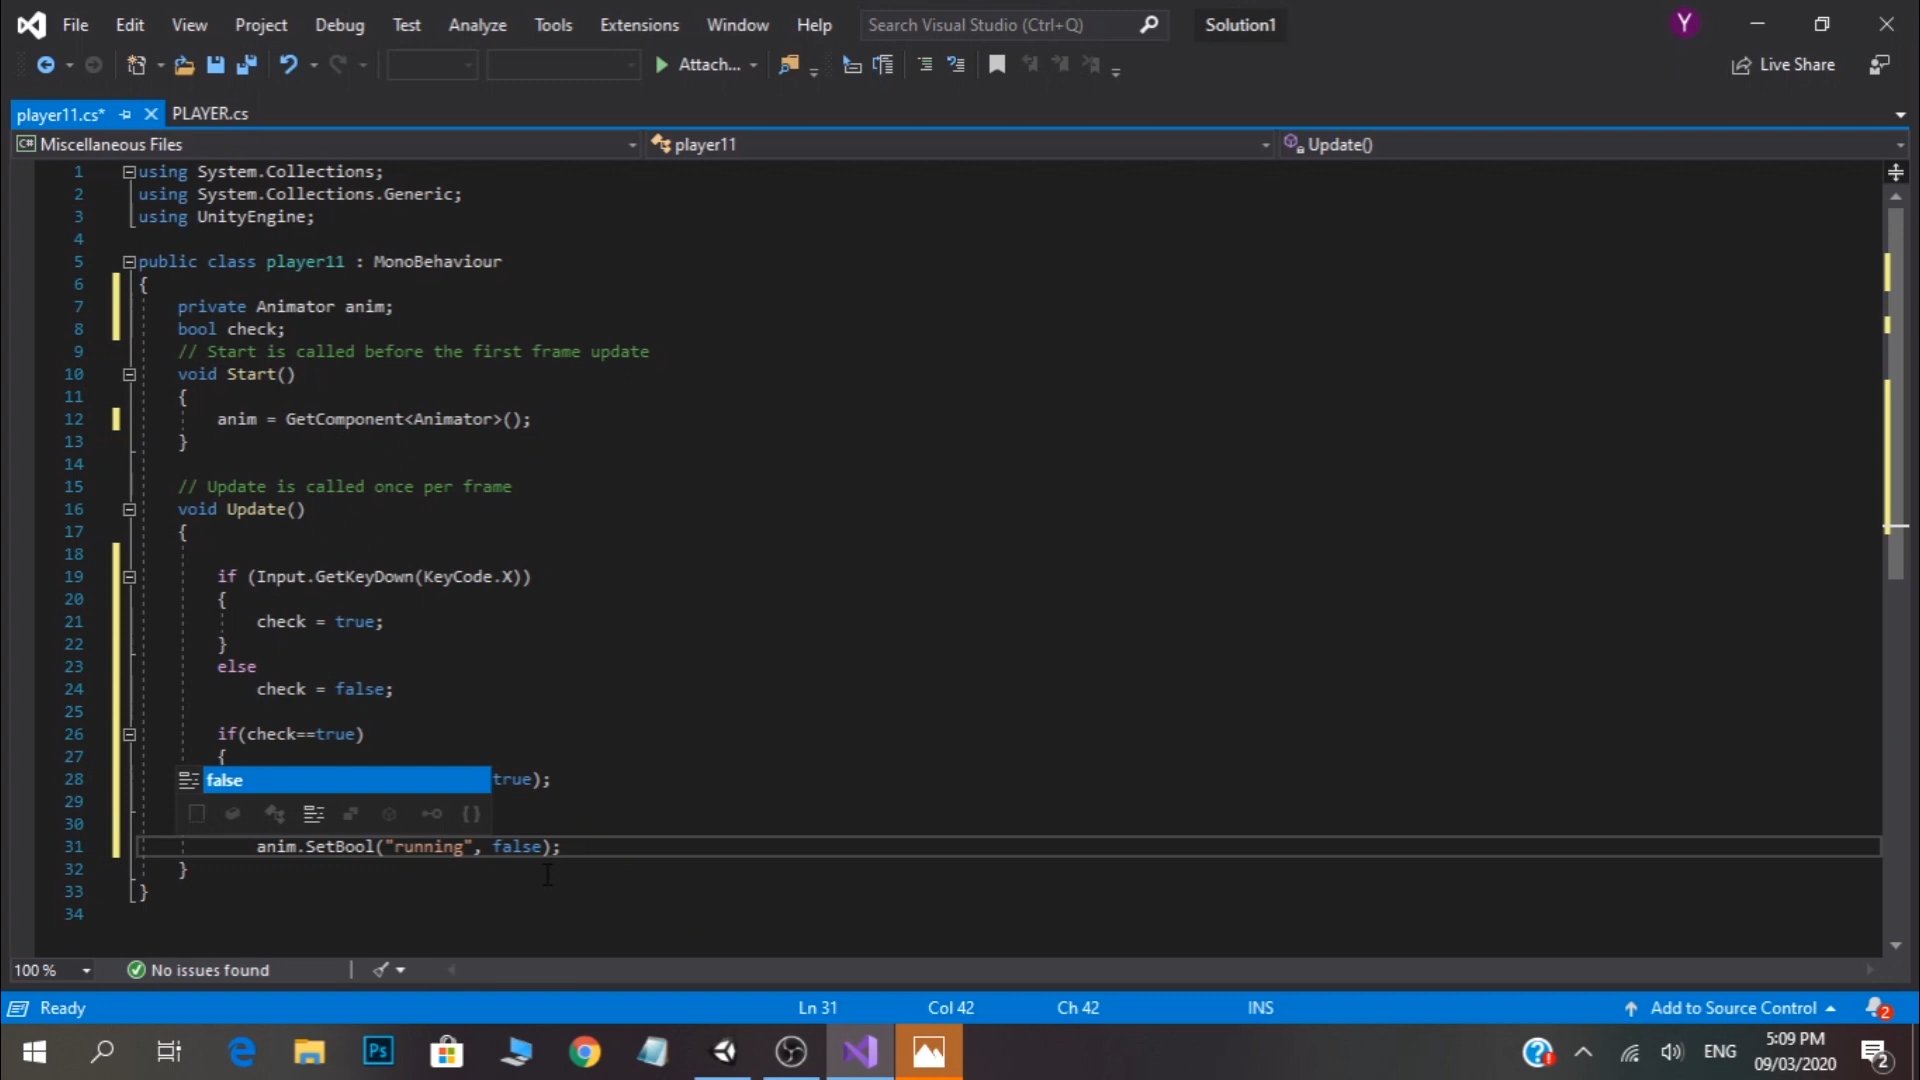 File Edit View Project Debug Test Analyze Tools Extensions Window Help Search Visual Studio (Ctrl+Q) Solution1 Y
Attach... Live Share
player11.cs* PLAYER.cs
C# Miscellaneous Files player11 Update()
1 using System.Collections;
2 using System.Collections.Generic;
3 using UnityEngine;
4
5 public class player11 : MonoBehaviour
6 {
7 private Animator anim;
8 bool check;
9 // Start is called before the first frame update
10 void Start()
11 {
12 anim = GetComponent<Animator>();
13 }
14
15 // Update is called once per frame
16 void Update()
17 {
18
19 if (Input.GetKeyDown(KeyCode.X))
20 {
21 check = true;
22 }
23 else
24 check = false;
25
26 if(check==true)
27 {
28 false true);
29
30
31 anim.SetBool("running", false);
32 }
33 }
34
100 % No issues found
Ready Ln 31 Col 42 Ch 42 INS Add to Source Control 2
Ps ENG 5:09 PM
09/03/2020 2